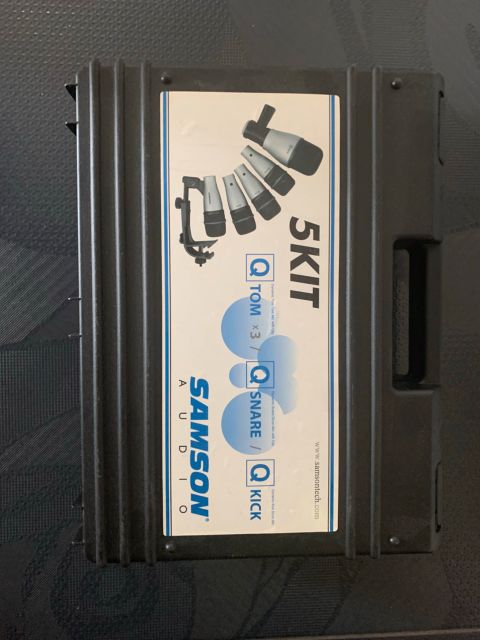 5KIT
Q TOM x3 / Q SNARE / Q KICK
SAMSON®
AUDIO
www.samsontech.com